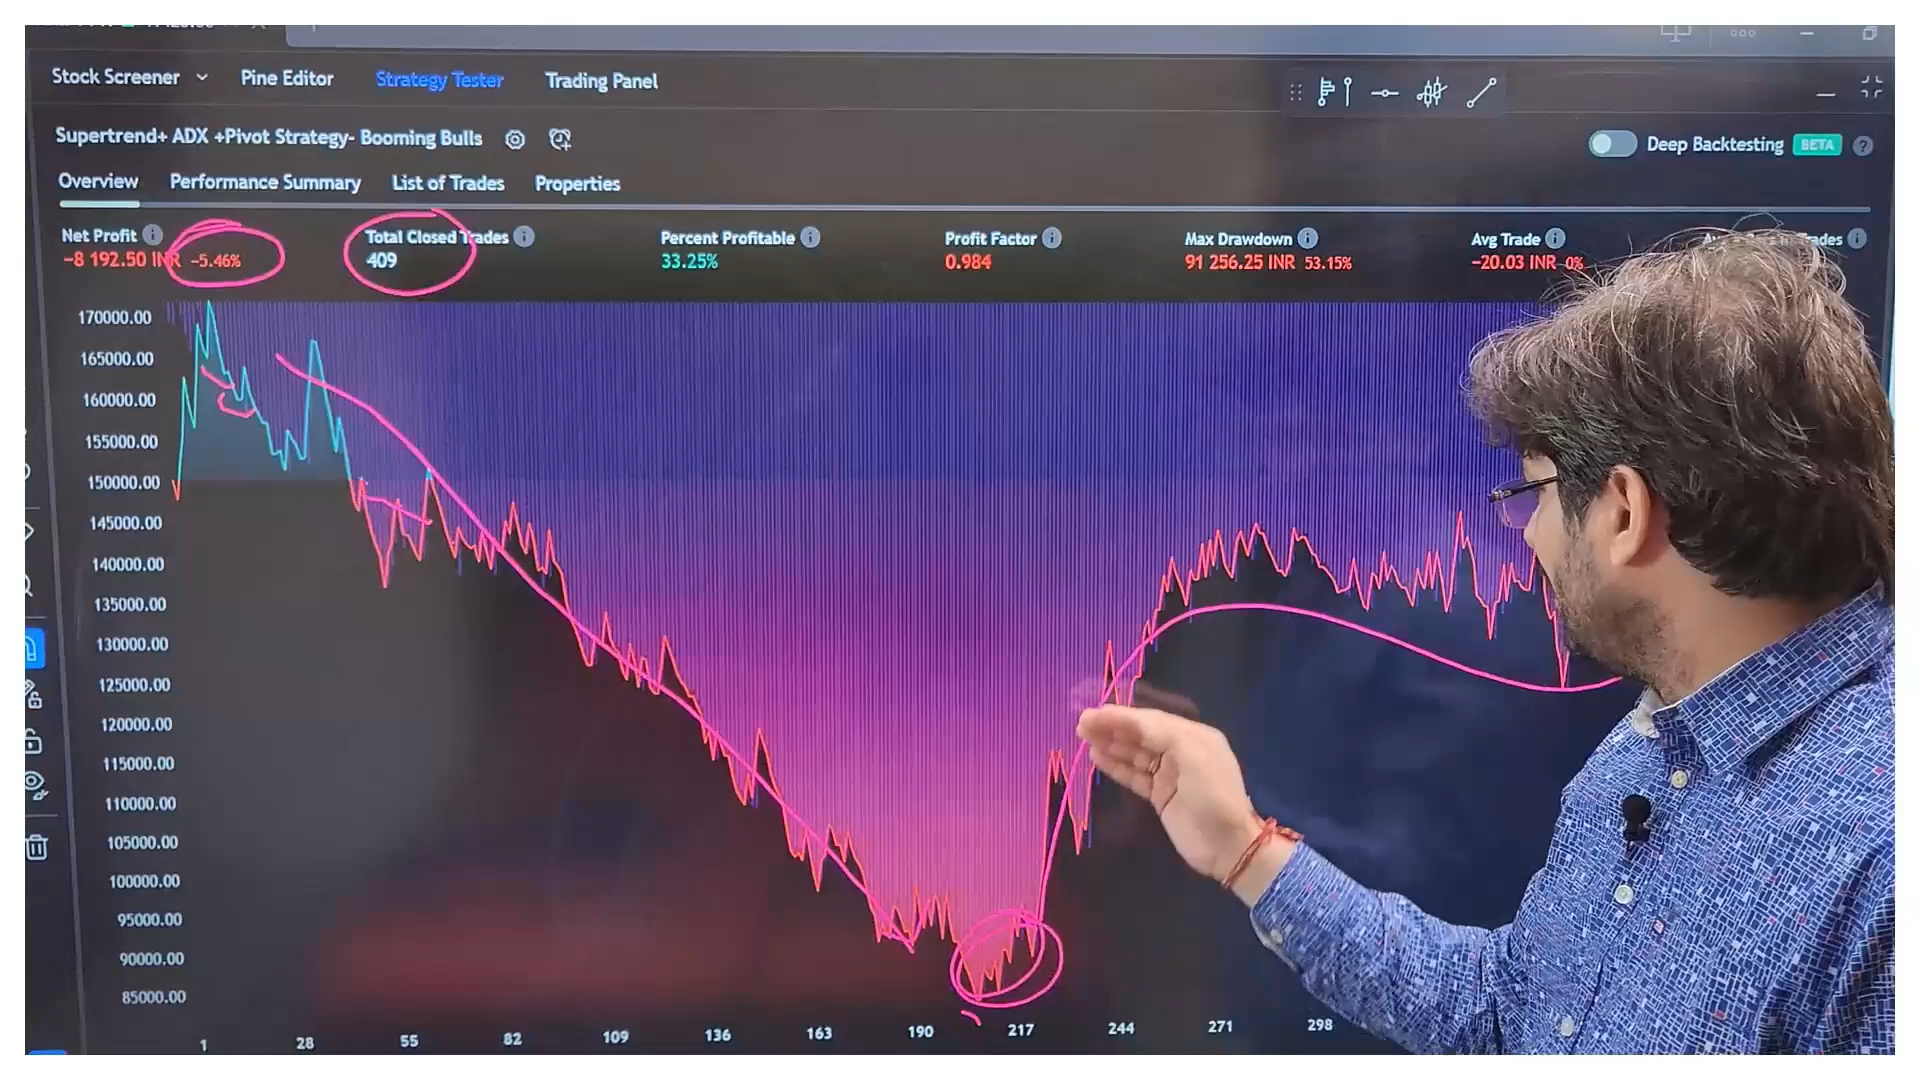 Stock Screener Pine Editor Strategy Tester Trading Panel
Supertrend+ ADX +Pivot Strategy- Booming Bulls
Deep Backtesting BETA ?
Overview Performance Summary List of Trades Properties
Net Profit Total Closed Trades Percent Profitable Profit Factor Max Drawdown Avg Trade
−8 192.50 INR −5.46% 409 33.25% 0.984 91 256.25 INR 53.15% −20.03 INR 0%
170000.00
165000.00
160000.00
155000.00
150000.00
145000.00
140000.00
135000.00
130000.00
125000.00
120000.00
115000.00
110000.00
105000.00
100000.00
95000.00
90000.00
85000.00
1 28 55 82 109 136 163 190 217 244 271 298